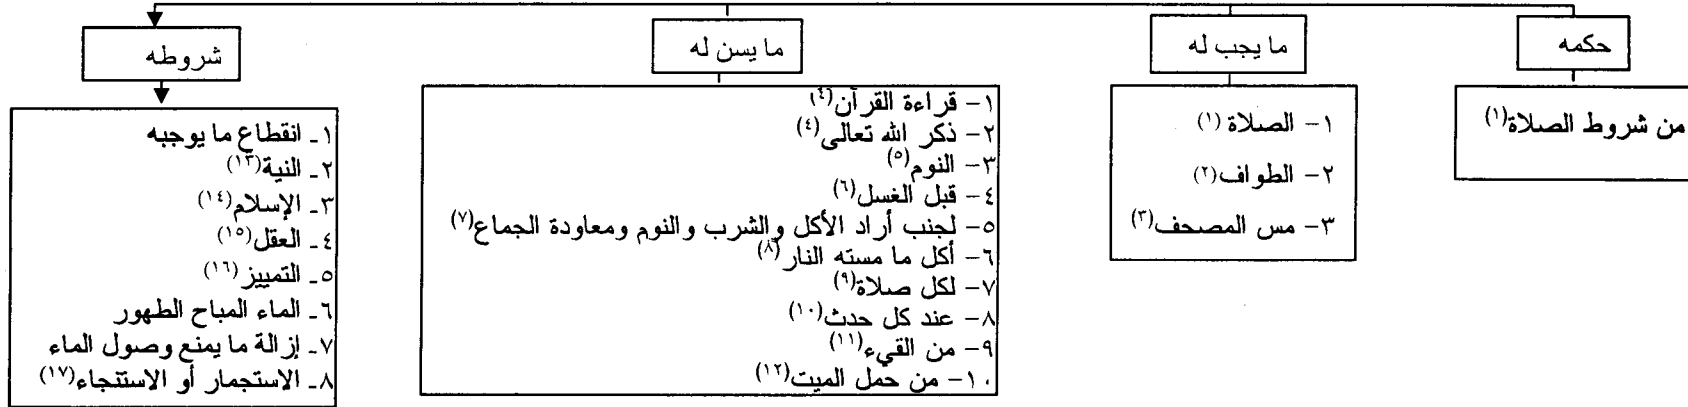 حكمه
من شروط الصلاة(١)
ما يجب له
١- الصلاة (١)
٢- الطواف(٢)
٣- مس المصحف(٣)
ما يسن له
١- قراءة القرآن(٤)
٢- ذكر الله تعالى(٤)
٣- النوم(٥)
٤- قبل الغسل(٦)
٥- لجنب أراد الأكل والشرب والنوم ومعاودة الجماع(٧)
٦- أكل ما مسته النار(٨)
٧- لكل صلاة(٩)
٨- عند كل حدث(١٠)
٩- من القيء(١١)
١٠- من حمل الميت(١٢)
شروطه
١ـ انقطاع ما يوجبه
٢ـ النية(١٣)
٣ـ الإسلام(١٤)
٤ـ العقل(١٥)
٥ـ التمييز(١٦)
٦ـ الماء المباح الطهور
٧ـ إزالة ما يمنع وصول الماء
٨ـ الاستجمار أو الاستنجاء(١٧)